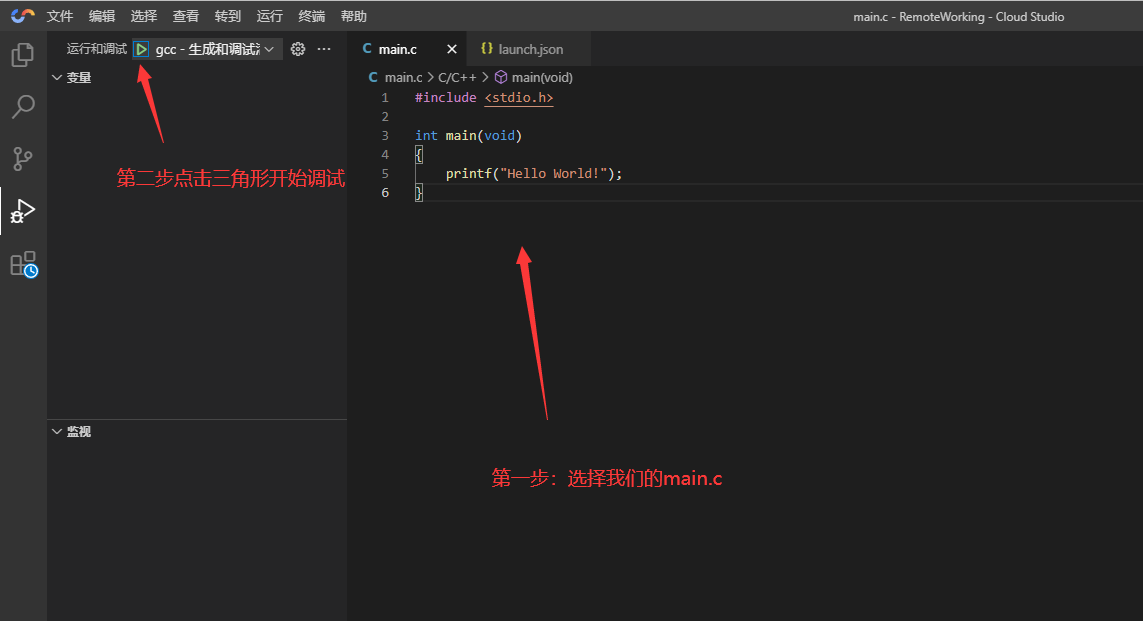 文件 编辑 选择 查看 转到 运行 终端 帮助 main.c - RemoteWorking - Cloud Studio
运行和调试 gcc - 生成和调试 ···
main.c launch.json
变量
main.c > C/C++ > main(void)
1 #include <stdio.h>
2
3 int main(void)
4 {
5 printf("Hello World!");
6 }
第二步点击三角形开始调试
监视
第一步：选择我们的main.c